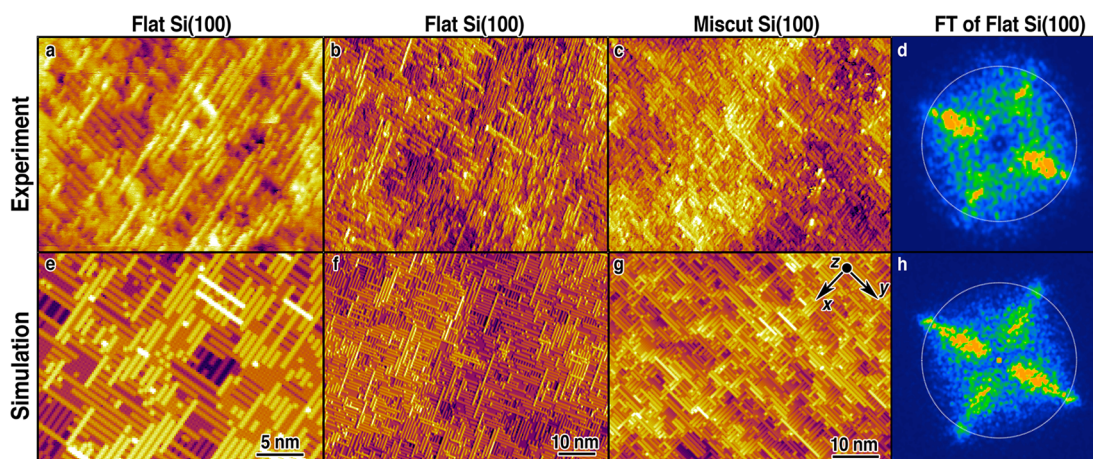 Flat Si(100) Flat Si(100) Miscut Si(100) FT of Flat Si(100)
Experiment
a b c d
Simulation
e f g h
z
x y
5 nm 10 nm 10 nm